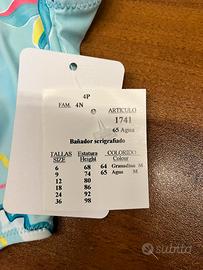 4P
FAM. 4N ARTICULO
1741
65 Agua
Bañador serigrafiado
TALLAS Estatura COLORIDO
SIZE Height Colour
6 68 64 Granadina M
9 74 65 Agua M
12 80
18 86
24 92
36 98
subito